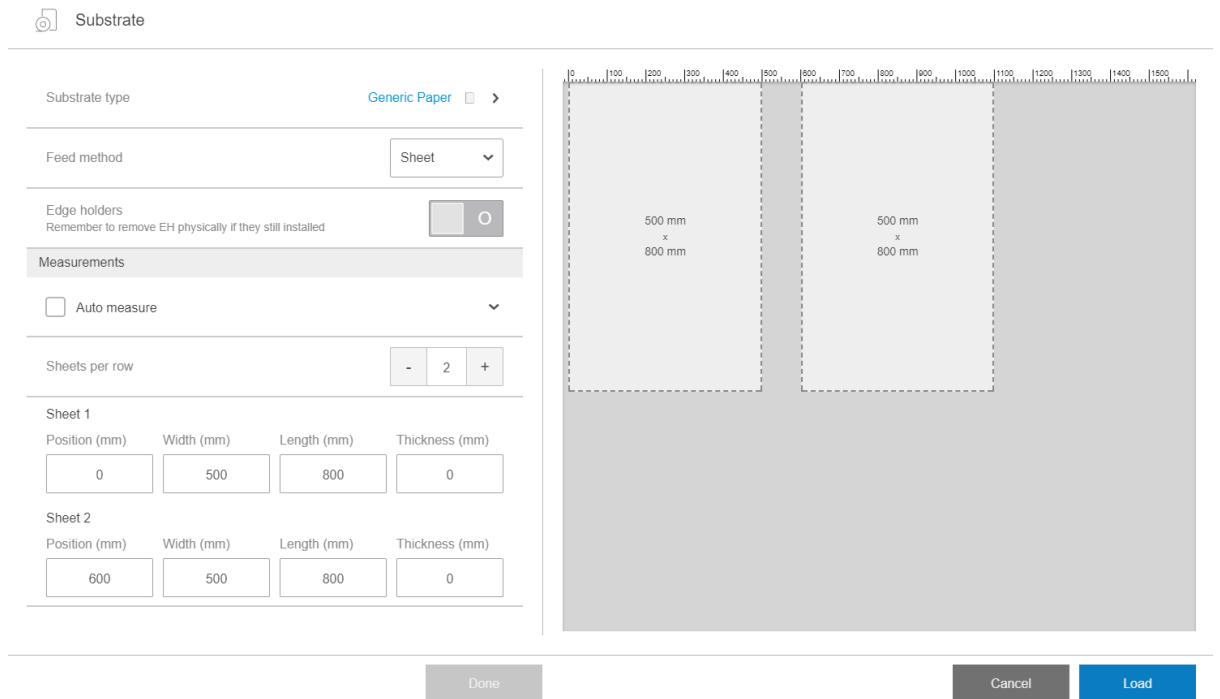 Substrate
Substrate type Generic Paper
Feed method Sheet
Edge holders
Remember to remove EH physically if they still installed
O
Measurements
Auto measure
Sheets per row - 2 +
Sheet 1
Position (mm) Width (mm) Length (mm) Thickness (mm)
0 500 800 0
Sheet 2
Position (mm) Width (mm) Length (mm) Thickness (mm)
600 500 800 0
0 100 200 300 400 500 600 700 800 900 1000 1100 1200 1300 1400 1500
500 mm
x
800 mm
500 mm
x
800 mm
Done Cancel Load